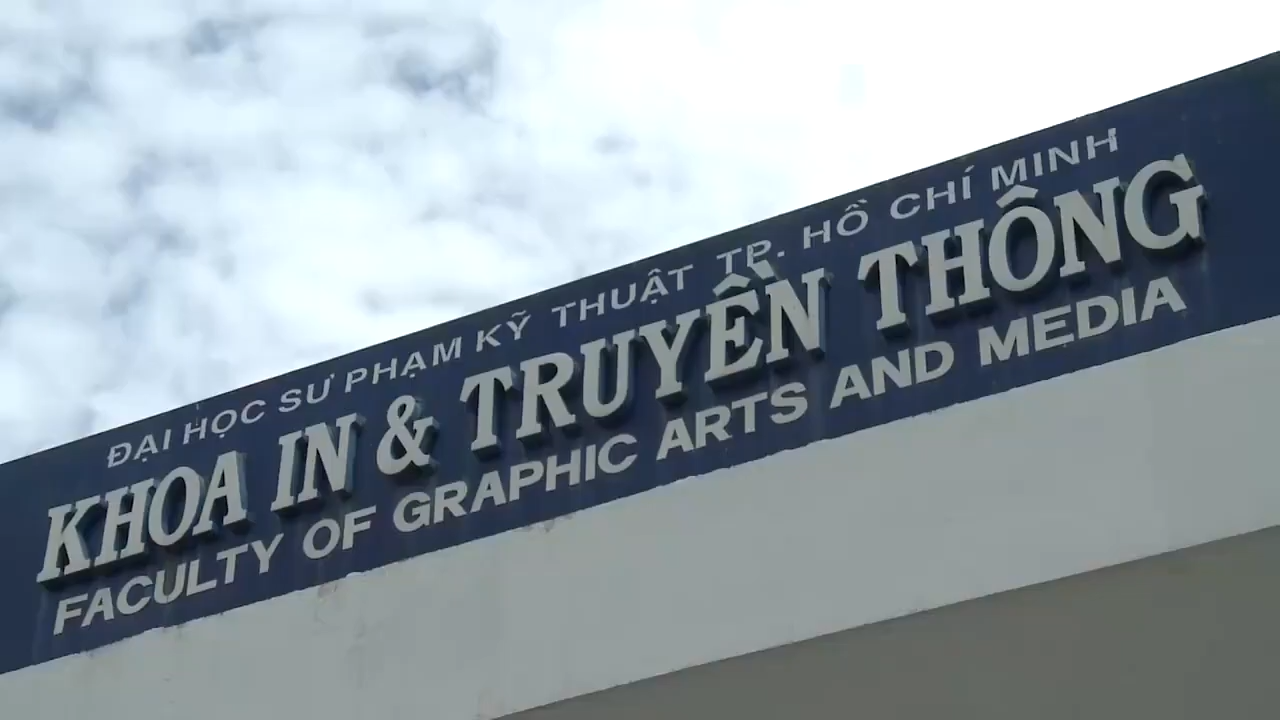 ĐẠI HỌC SƯ PHẠM KỸ THUẬT TP. HỒ CHÍ MINH
KHOA IN & TRUYỀN THÔNG
FACULTY OF GRAPHIC ARTS AND MEDIA